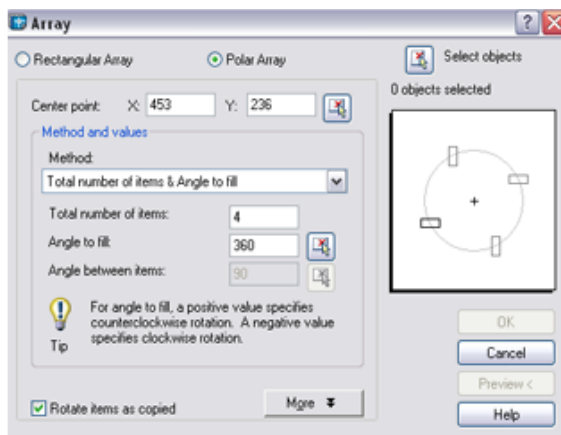 Array
Rectangular Array
Polar Array
Select objects
0 objects selected
Center point: X: 453 Y: 236
Method and values
Method:
Total number of items & Angle to fill
Total number of items: 4
Angle to fill: 360
Angle between items: 90
For angle to fill, a positive value specifies
counterclockwise rotation. A negative value
specifies clockwise rotation.
Tip
Rotate items as copied
More
OK
Cancel
Preview <
Help